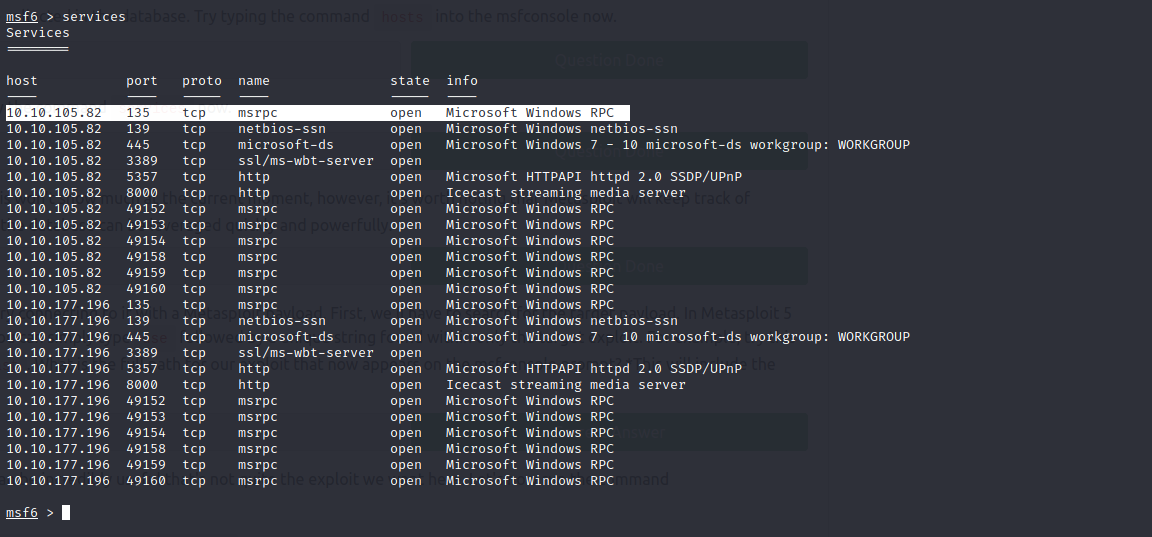 msf6 > services
Services
========
host port proto name state info
---- ---- ----- ---- ----- ----
10.10.105.82 135 tcp msrpc open Microsoft Windows RPC
10.10.105.82 139 tcp netbios-ssn open Microsoft Windows netbios-ssn
10.10.105.82 445 tcp microsoft-ds open Microsoft Windows 7 - 10 microsoft-ds workgroup: WORKGROUP
10.10.105.82 3389 tcp ssl/ms-wbt-server open
10.10.105.82 5357 tcp http open Microsoft HTTPAPI httpd 2.0 SSDP/UPnP
10.10.105.82 8000 tcp http open Icecast streaming media server
10.10.105.82 49152 tcp msrpc open Microsoft Windows RPC
10.10.105.82 49153 tcp msrpc open Microsoft Windows RPC
10.10.105.82 49154 tcp msrpc open Microsoft Windows RPC
10.10.105.82 49158 tcp msrpc open Microsoft Windows RPC
10.10.105.82 49159 tcp msrpc open Microsoft Windows RPC
10.10.105.82 49160 tcp msrpc open Microsoft Windows RPC
10.10.177.196 135 tcp msrpc open Microsoft Windows RPC
10.10.177.196 139 tcp netbios-ssn open Microsoft Windows netbios-ssn
10.10.177.196 445 tcp microsoft-ds open Microsoft Windows 7 - 10 microsoft-ds workgroup: WORKGROUP
10.10.177.196 3389 tcp ssl/ms-wbt-server open
10.10.177.196 5357 tcp http open Microsoft HTTPAPI httpd 2.0 SSDP/UPnP
10.10.177.196 8000 tcp http open Icecast streaming media server
10.10.177.196 49152 tcp msrpc open Microsoft Windows RPC
10.10.177.196 49153 tcp msrpc open Microsoft Windows RPC
10.10.177.196 49154 tcp msrpc open Microsoft Windows RPC
10.10.177.196 49158 tcp msrpc open Microsoft Windows RPC
10.10.177.196 49159 tcp msrpc open Microsoft Windows RPC
10.10.177.196 49160 tcp msrpc open Microsoft Windows RPC
msf6 >